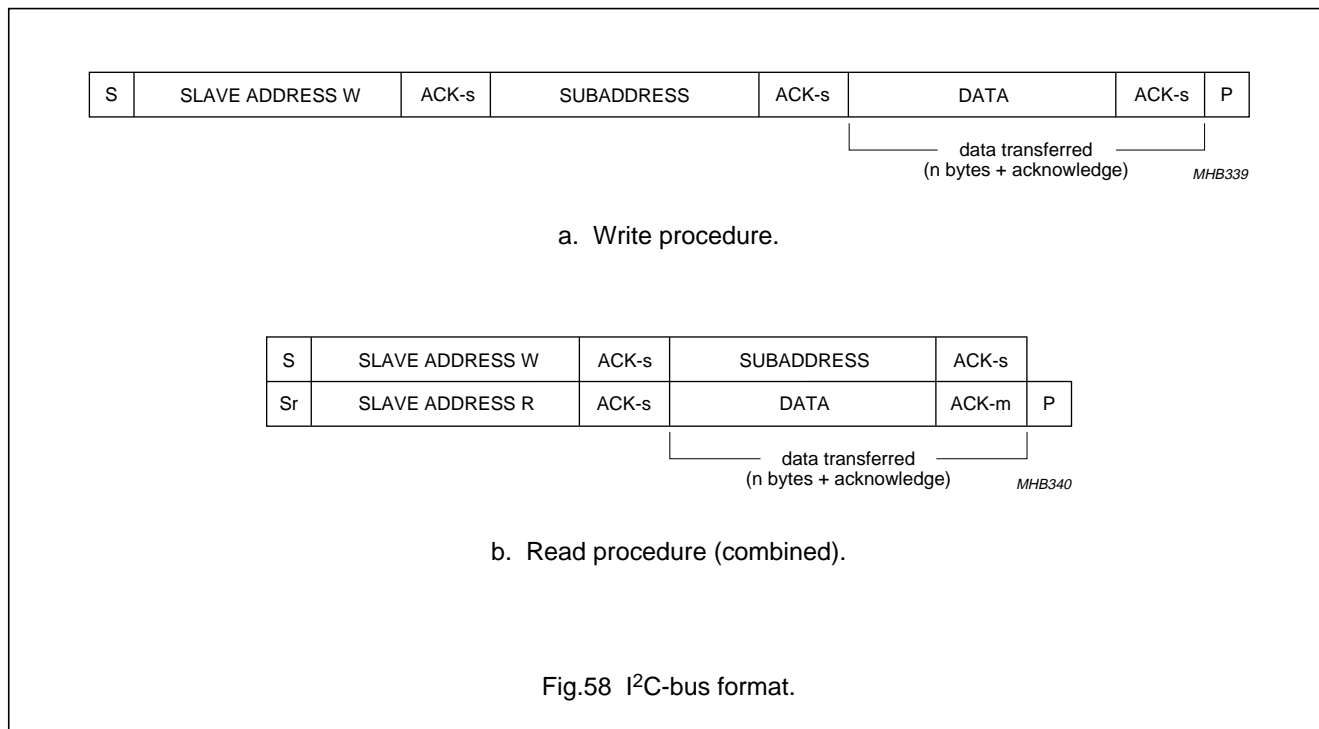 S SLAVE ADDRESS W ACK-s SUBADDRESS ACK-s DATA ACK-s P
data transferred
(n bytes + acknowledge)
MHB339
a. Write procedure.
S SLAVE ADDRESS W ACK-s SUBADDRESS ACK-s
Sr SLAVE ADDRESS R ACK-s DATA ACK-m P
data transferred
(n bytes + acknowledge)
MHB340
b. Read procedure (combined).
Fig.58 I²C-bus format.